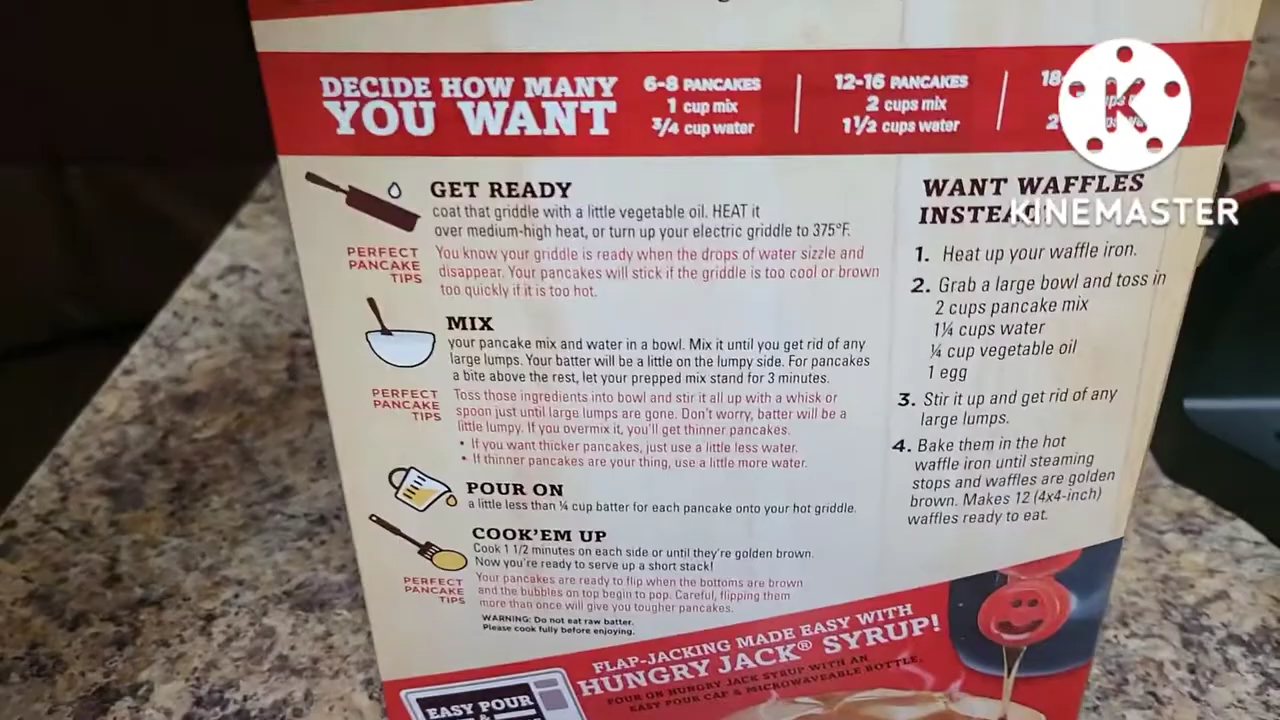 DECIDE HOW MANY
YOU WANT
6-8 PANCAKES
1 cup mix
3/4 cup water
12-16 PANCAKES
2 cups mix
1 1/2 cups water
18-
2
K
KINEMASTER
GET READY
coat that griddle with a little vegetable oil. HEAT it
over medium-high heat, or turn up your electric griddle to 375°F.
PERFECT
PANCAKE
TIPS
You know your griddle is ready when the drops of water sizzle and
disappear. Your pancakes will stick if the griddle is too cool or brown
too quickly if it is too hot.
MIX
your pancake mix and water in a bowl. Mix it until you get rid of any
large lumps. Your batter will be a little on the lumpy side. For pancakes
a bite above the rest, let your prepped mix stand for 3 minutes.
PERFECT
PANCAKE
TIPS
Toss those ingredients into bowl and stir it all up with a whisk or
spoon just until large lumps are gone. Don't worry, batter will be a
little lumpy. If you overmix it, you'll get thinner pancakes.
• If you want thicker pancakes, just use a little less water.
• If thinner pancakes are your thing, use a little more water.
POUR ON
a little less than ¼ cup batter for each pancake onto your hot griddle.
COOK'EM UP
Cook 1 1/2 minutes on each side or until they're golden brown.
Now you're ready to serve up a short stack!
PERFECT
PANCAKE
TIPS
Your pancakes are ready to flip when the bottoms are brown
and the bubbles on top begin to pop. Careful, flipping them
more than once will give you tougher pancakes.
WARNING: Do not eat raw batter.
Please cook fully before enjoying.
WANT WAFFLES
INSTEAD
1. Heat up your waffle iron.
2. Grab a large bowl and toss in
2 cups pancake mix
1¼ cups water
¼ cup vegetable oil
1 egg
3. Stir it up and get rid of any
large lumps.
4. Bake them in the hot
waffle iron until steaming
stops and waffles are golden
brown. Makes 12 (4x4-inch)
waffles ready to eat.
FLAP-JACKING MADE EASY WITH
HUNGRY JACK® SYRUP!
POUR ON HUNGRY JACK SYRUP WITH AN
EASY POUR CAP & MICROWAVEABLE BOTTLE.
EASY POUR
&